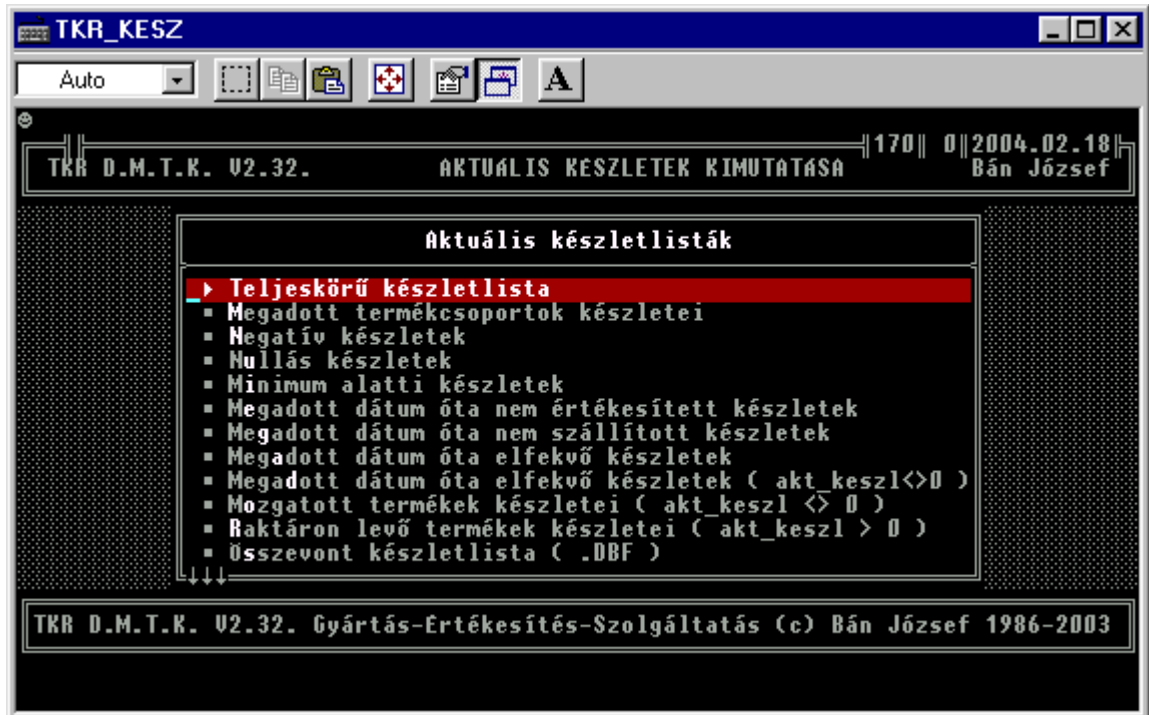 TKR_KESZ
Auto
A
170 0 2004.02.18
TKR D.M.T.K. V2.32. AKTUÁLIS KÉSZLETEK KIMUTATÁSA Bán József
Aktuális készletlisták
Teljeskörű készletlista
Megadott termékcsoportok készletei
Negatív készletek
Nullás készletek
Minimum alatti készletek
Megadott dátum óta nem értékesített készletek
Megadott dátum óta nem szállított készletek
Megadott dátum óta elfekvő készletek
Megadott dátum óta elfekvő készletek ( akt_keszl<>0 )
Mozgatott termékek készletei ( akt_keszl <> 0 )
Raktáron levő termékek készletei ( akt_keszl > 0 )
Összevont készletlista ( .DBF )
TKR D.M.T.K. V2.32. Gyártás-Értékesítés-Szolgáltatás (c) Bán József 1986-2003